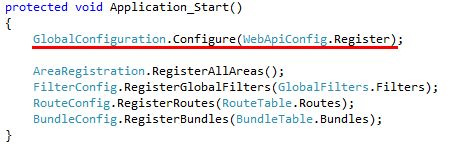 protected void Application_Start()
{
GlobalConfiguration.Configure(WebApiConfig.Register);
AreaRegistration.RegisterAllAreas();
FilterConfig.RegisterGlobalFilters(GlobalFilters.Filters);
RouteConfig.RegisterRoutes(RouteTable.Routes);
BundleConfig.RegisterBundles(BundleTable.Bundles);
}